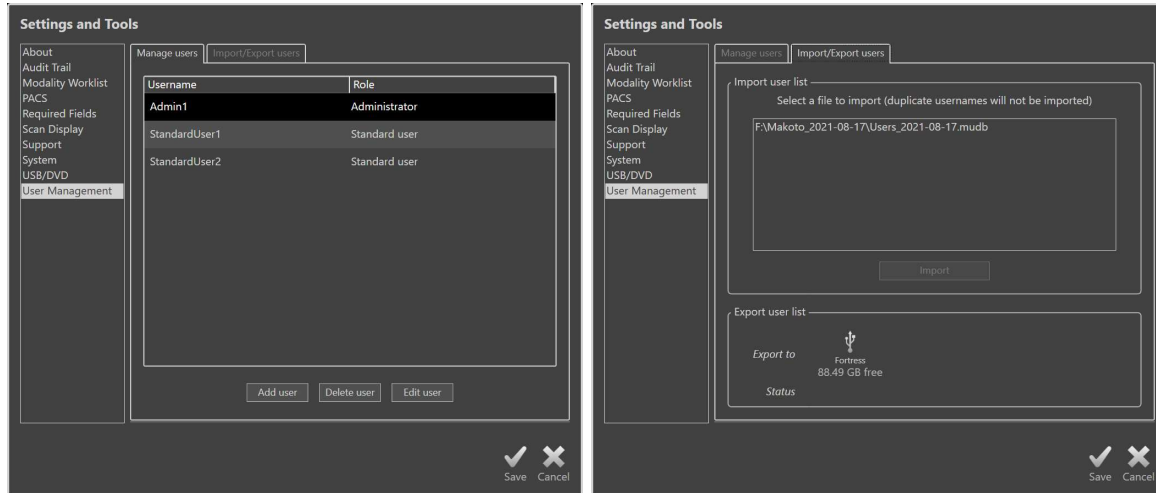 Settings and Tools
About
Audit Trail
Modality Worklist
PACS
Required Fields
Scan Display
Support
System
USB/DVD
User Management
Manage users
Import/Export users
Username Role
Admin1 Administrator
StandardUser1 Standard user
StandardUser2 Standard user
Add user
Delete user
Edit user
Save
Cancel
Settings and Tools
About
Audit Trail
Modality Worklist
PACS
Required Fields
Scan Display
Support
System
USB/DVD
User Management
Manage users
Import/Export users
Import user list
Select a file to import (duplicate usernames will not be imported)
F:\Makoto_2021-08-17\Users_2021-08-17.mudb
Import
Export user list
Export to
Fortress
88.49 GB free
Status
Save
Cancel